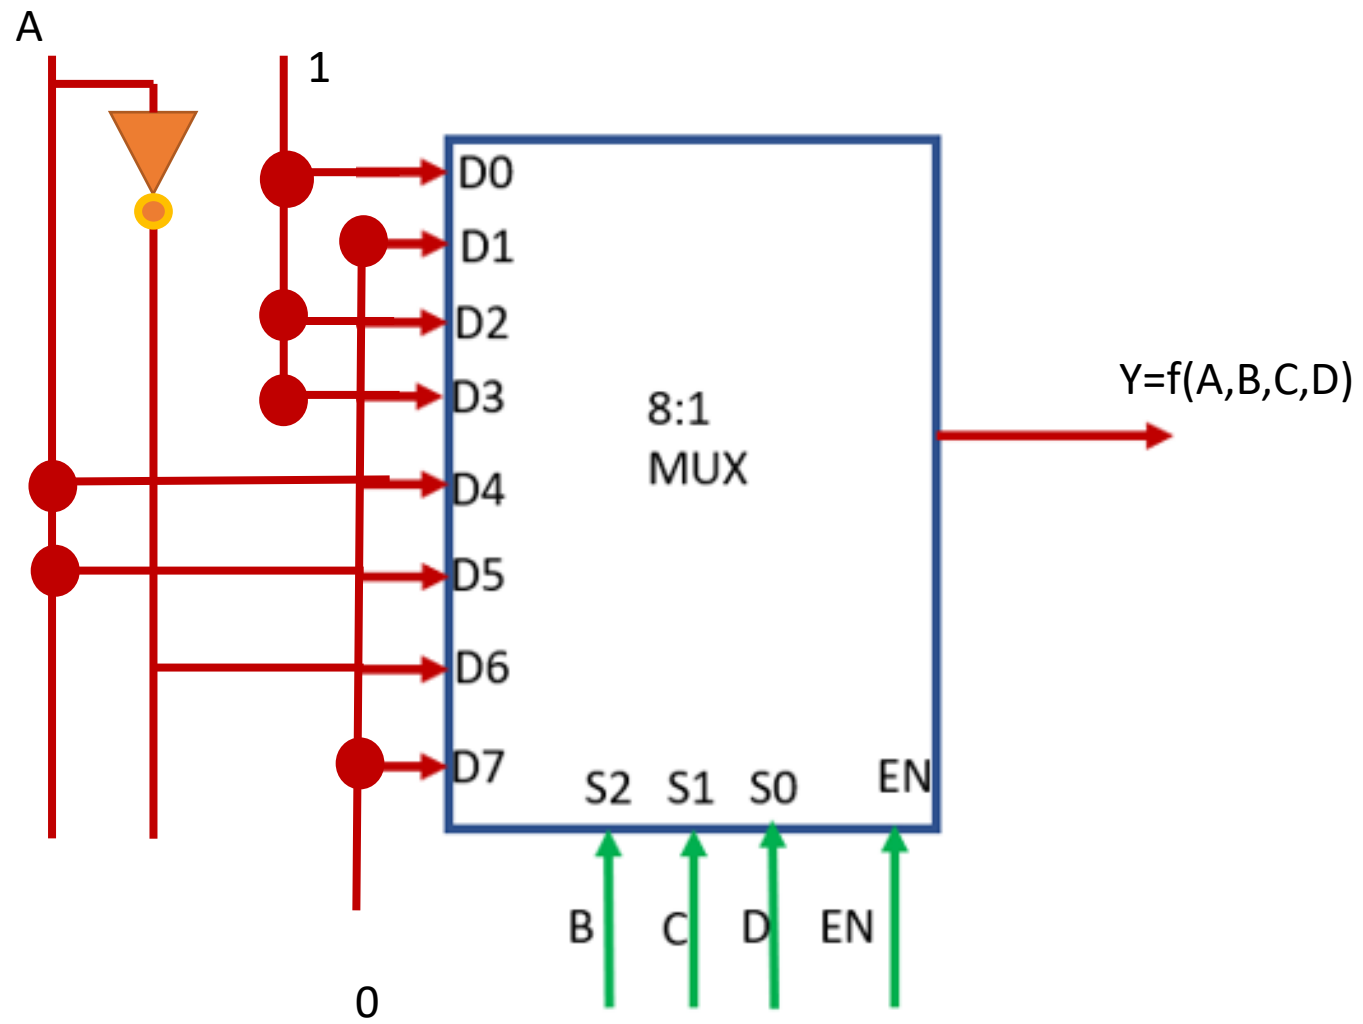 A
1
D0
D1
D2
D3
D4
D5
D6
D7
8:1
MUX
Y=f(A,B,C,D)
S2 S1 S0 EN
B C D EN
0